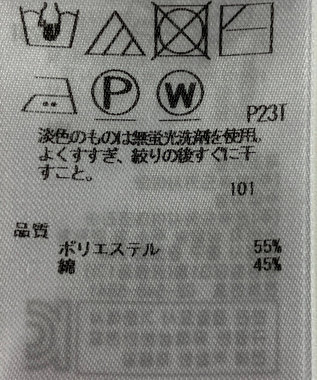 P W
P23T
淡色のものは無蛍光洗剤を使用。
よくすすぎ、絞りの後すぐに干
すこと。
101
品質
ポリエステル 55%
綿 45%